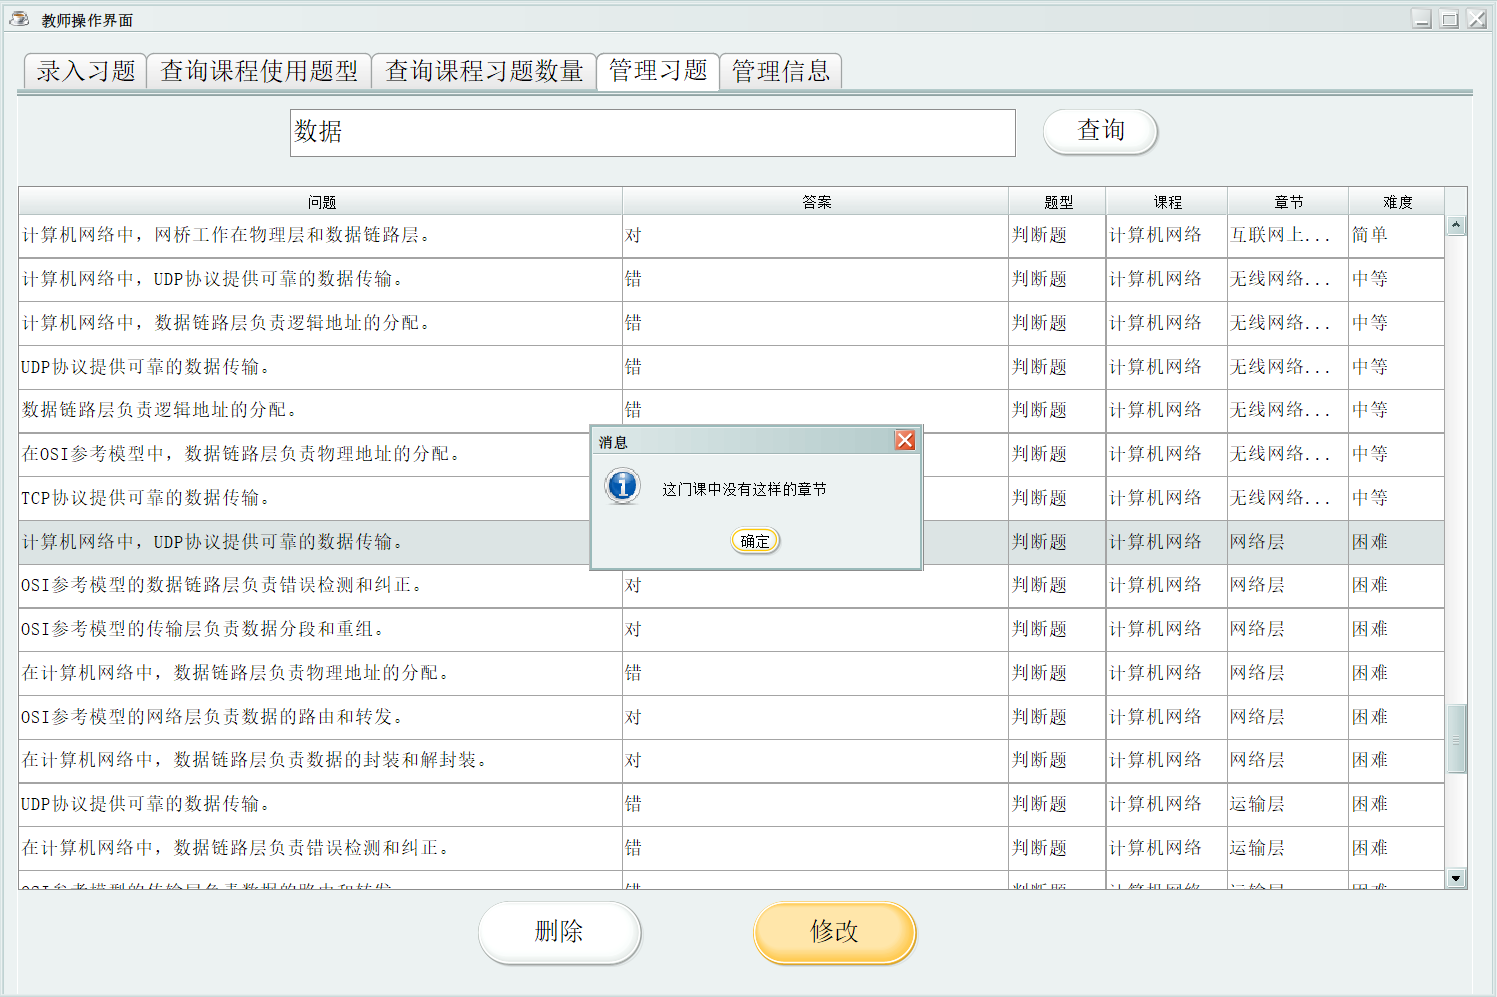 教师操作界面
录入习题 查询课程使用题型 查询课程习题数量 管理习题 管理信息
数据 查询
问题 答案 题型 课程 章节 难度
计算机网络中，网桥工作在物理层和数据链路层。 对 判断题 计算机网络 互联网上... 简单
计算机网络中，UDP协议提供可靠的数据传输。 错 判断题 计算机网络 无线网络... 中等
计算机网络中，数据链路层负责逻辑地址的分配。 错 判断题 计算机网络 无线网络... 中等
UDP协议提供可靠的数据传输。 错 判断题 计算机网络 无线网络... 中等
数据链路层负责逻辑地址的分配。 错 判断题 计算机网络 无线网络... 中等
在OSI参考模型中，数据链路层负责物理地址的分配。 判断题 计算机网络 无线网络... 中等
TCP协议提供可靠的数据传输。 判断题 计算机网络 无线网络... 中等
计算机网络中，UDP协议提供可靠的数据传输。 判断题 计算机网络 网络层 困难
OSI参考模型的数据链路层负责错误检测和纠正。 对 判断题 计算机网络 网络层 困难
OSI参考模型的传输层负责数据分段和重组。 对 判断题 计算机网络 网络层 困难
在计算机网络中，数据链路层负责物理地址的分配。 错 判断题 计算机网络 网络层 困难
OSI参考模型的网络层负责数据的路由和转发。 对 判断题 计算机网络 网络层 困难
在计算机网络中，数据链路层负责数据的封装和解封装。 对 判断题 计算机网络 网络层 困难
UDP协议提供可靠的数据传输。 错 判断题 计算机网络 运输层 困难
在计算机网络中，数据链路层负责错误检测和纠正。 错 判断题 计算机网络 运输层 困难
消息
这门课中没有这样的章节
确定
删除 修改